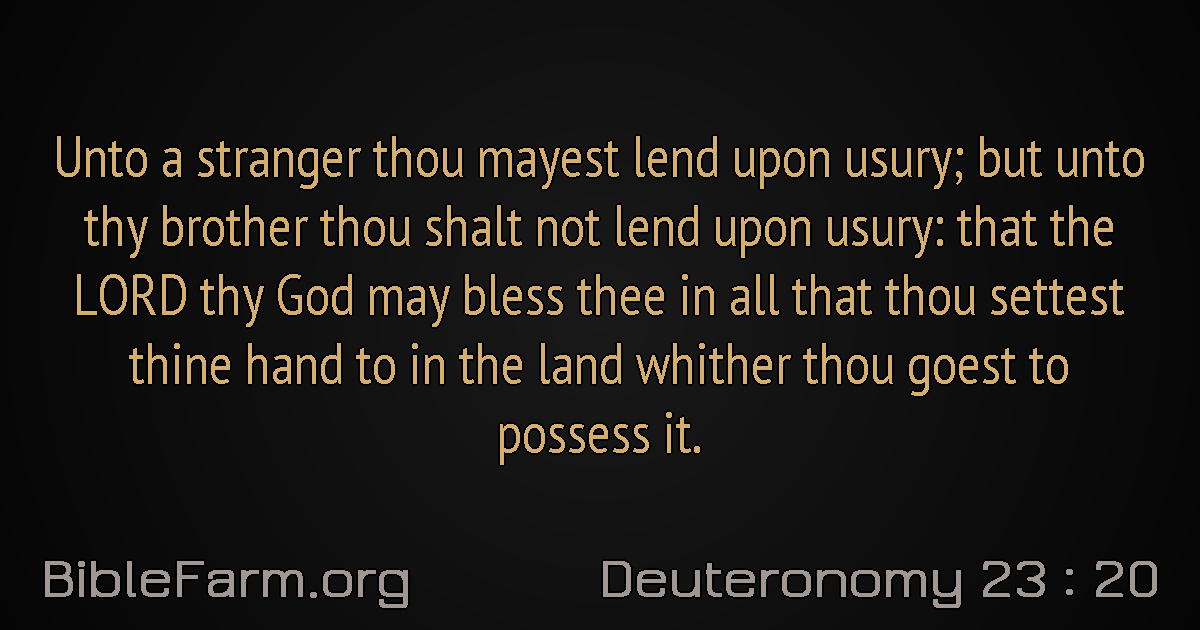 Unto a stranger thou mayest lend upon usury; but unto
thy brother thou shalt not lend upon usury: that the
LORD thy God may bless thee in all that thou settest
thine hand to in the land whither thou goest to
possess it.
BibleFarm.org
Deuteronomy 23 : 20